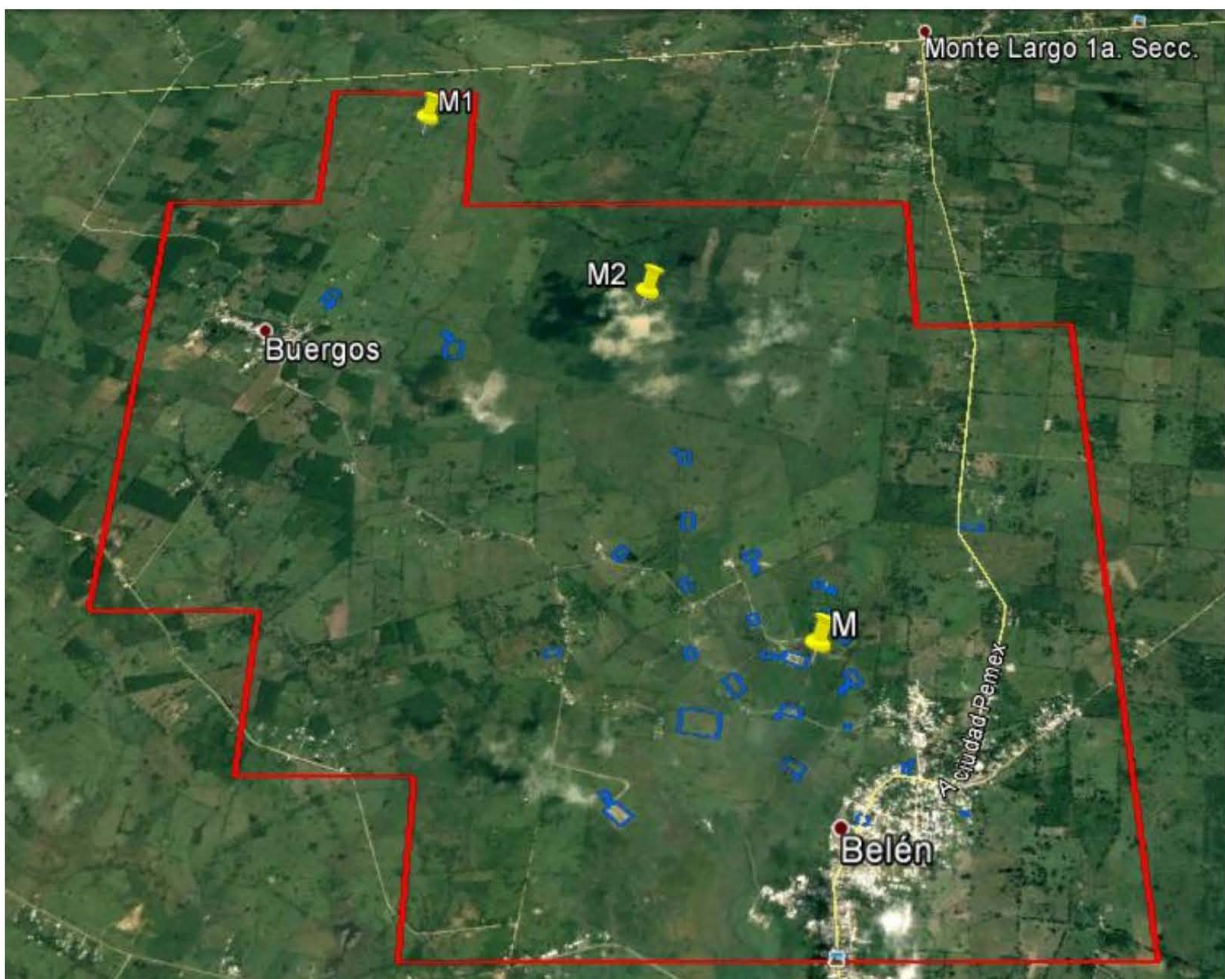 Monte Largo 1a. Secc.
M1
M2
Buergos
M
A ciudad Pemex
Belén